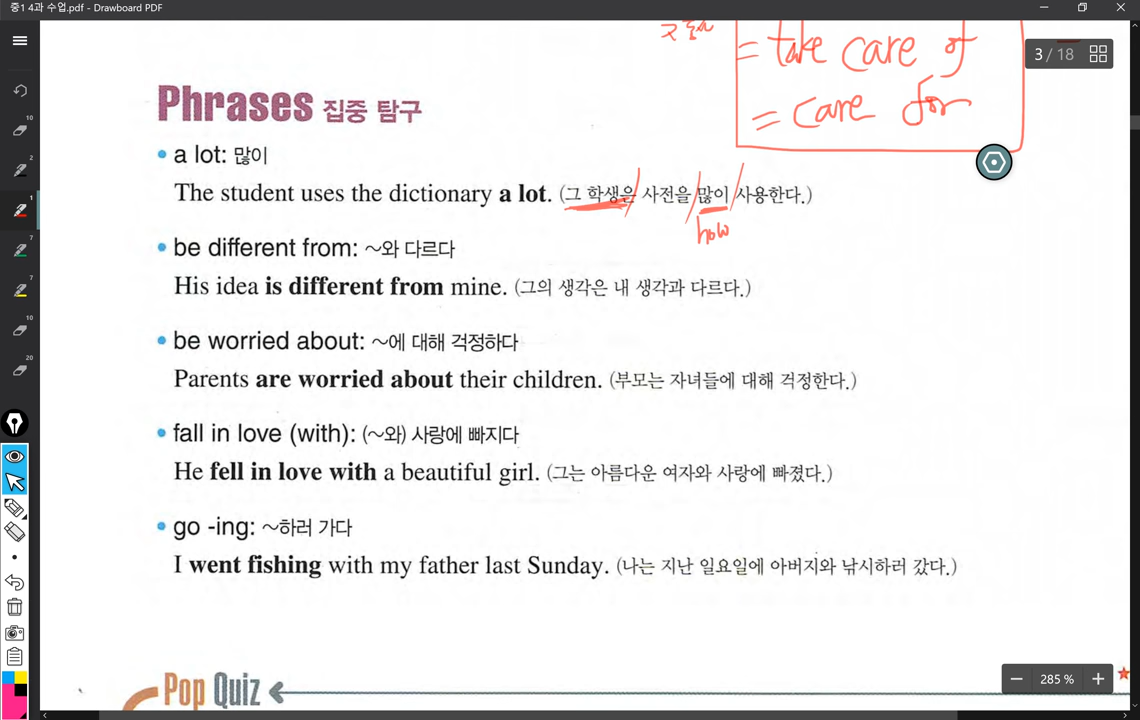 중1 4과 수업.pdf - Drawboard PDF
= take care of
3 / 18
= care for
Phrases 집중 탐구
• a lot: 많이
The student uses the dictionary a lot. (그 학생은 사전을 많이 사용한다.)
how
• be different from: ～와 다르다
His idea is different from mine. (그의 생각은 내 생각과 다르다.)
• be worried about: ～에 대해 걱정하다
Parents are worried about their children. (부모는 자녀들에 대해 걱정한다.)
• fall in love (with): (～와) 사랑에 빠지다
He fell in love with a beautiful girl. (그는 아름다운 여자와 사랑에 빠졌다.)
• go -ing: ～하러 가다
I went fishing with my father last Sunday. (나는 지난 일요일에 아버지와 낚시하러 갔다.)
Pop Quiz
285 %
10
2
1
7
7
10
20